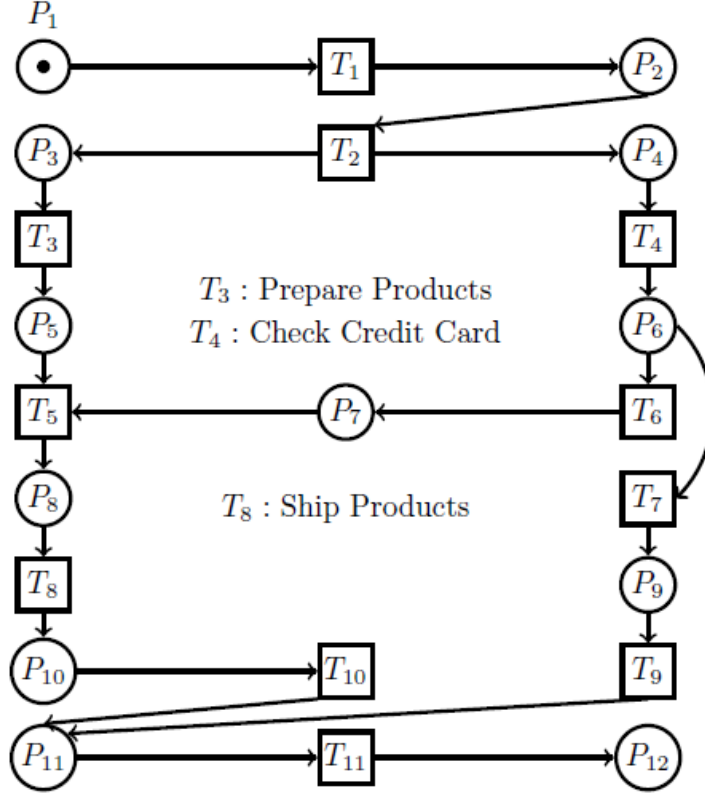 P1
T1 P2
P3 T2 P4
T3 T4
T3 : Prepare Products
P5 T4 : Check Credit Card P6
T5 P7 T6
P8 T8 : Ship Products T7
T8 P9
P10 T10 T9
P11 T11 P12